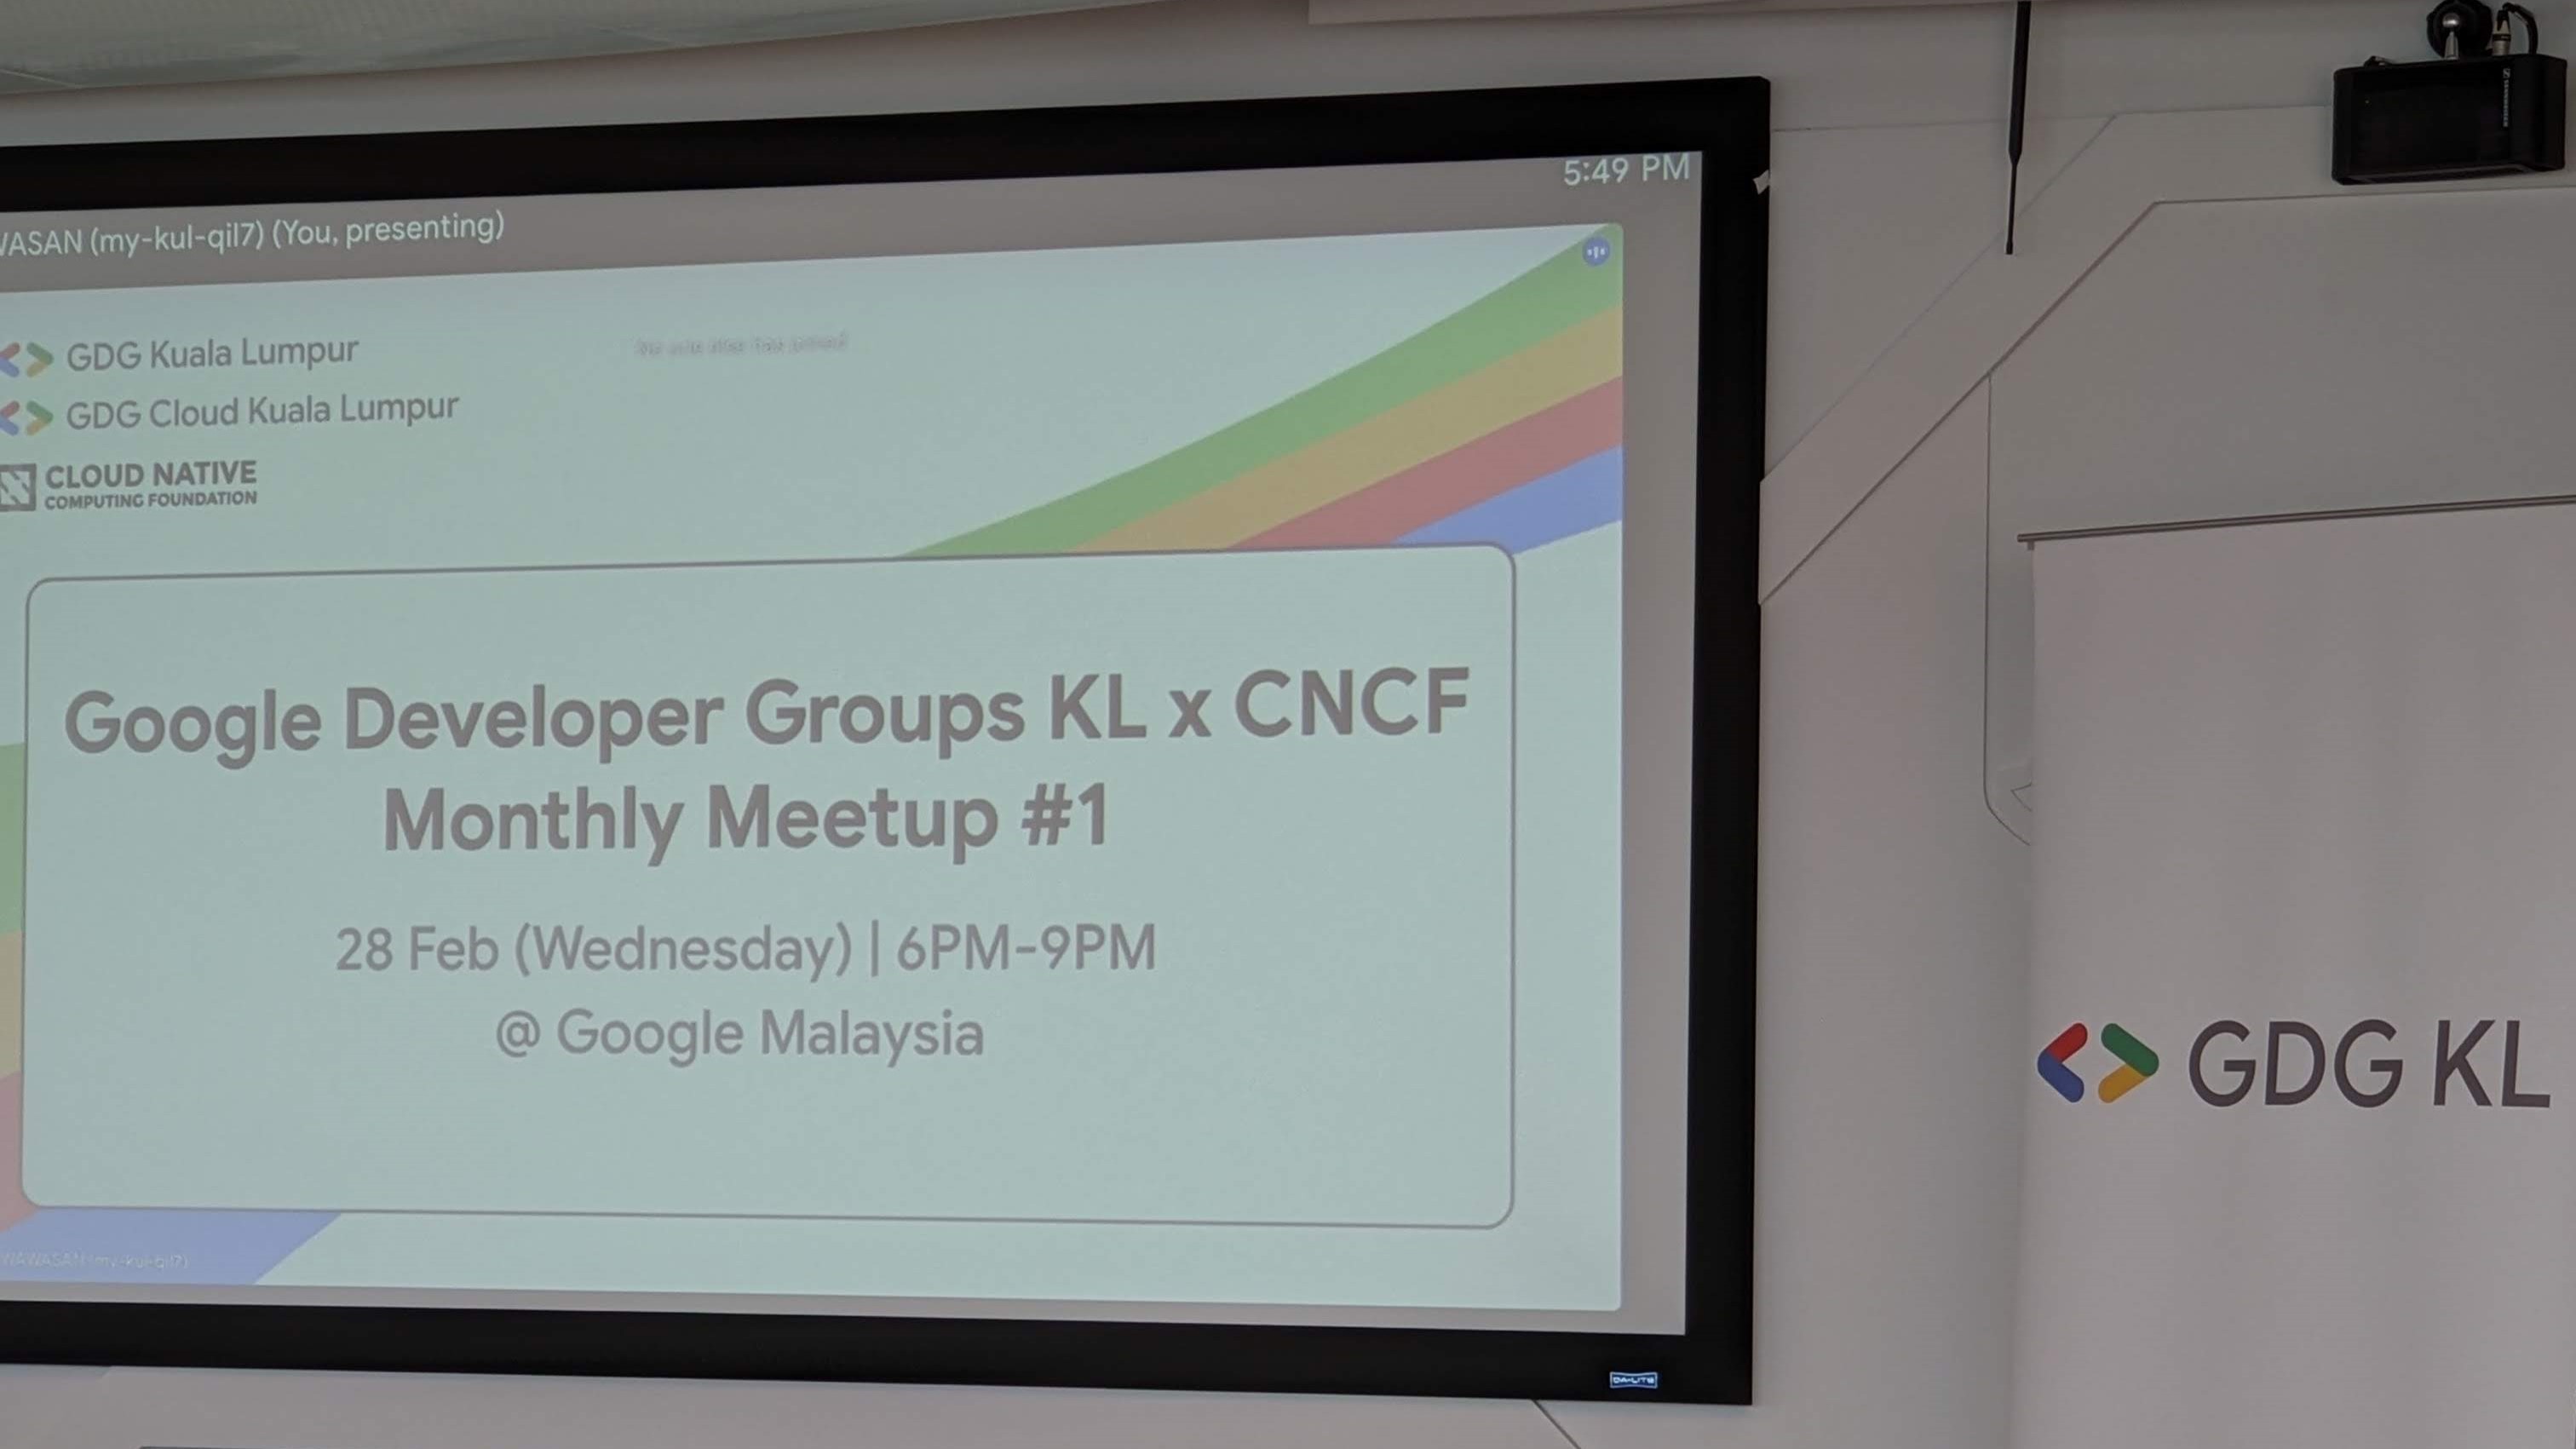 5:49 PM
(my-kul-qil7) (You, presenting)
GDG Kuala Lumpur
GDG Cloud Kuala Lumpur
CLOUD NATIVE
COMPUTING FOUNDATION
Google Developer Groups KL x CNCF
Monthly Meetup #1
28 Feb (Wednesday) | 6PM-9PM
@ Google Malaysia
WAWASAN (my-kul-qil7)
DA-LITE
GDG KL